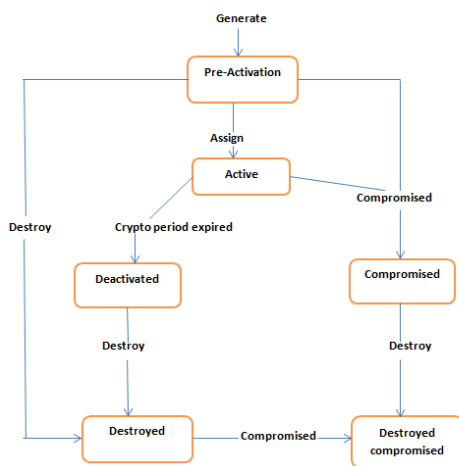 Generate
Pre-Activation
Assign
Active
Compromised
Destroy
Crypto period expired
Deactivated
Compromised
Destroy
Destroy
Destroyed
Compromised
Destroyed
compromised